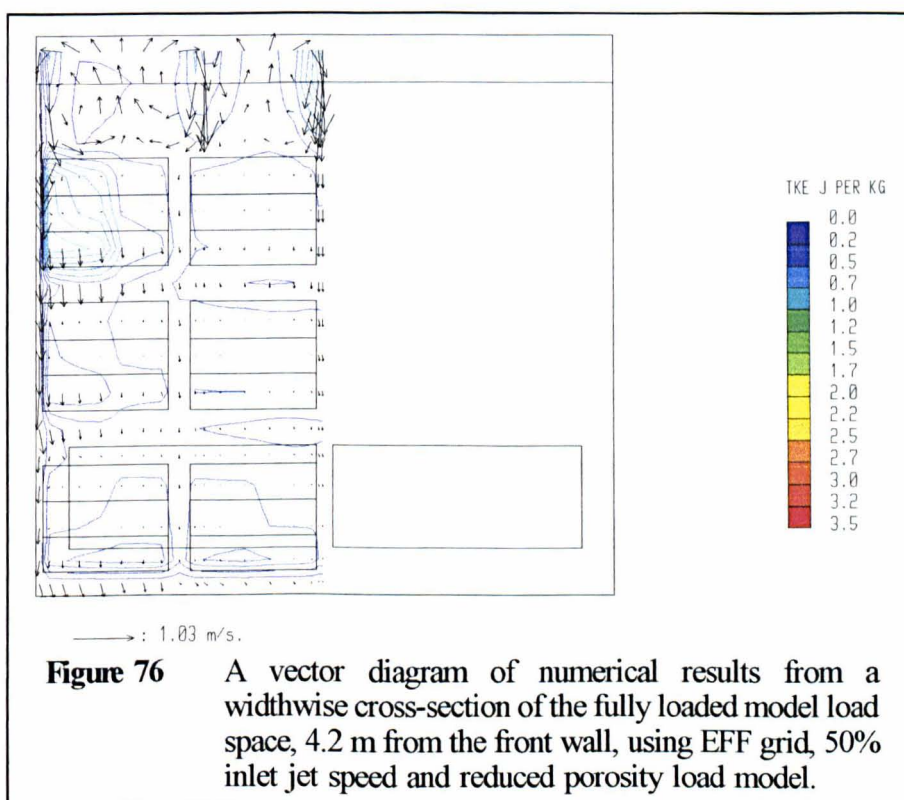 TKE J PER KG
0.0
0.2
0.5
0.7
1.0
1.2
1.5
1.7
2.0
2.2
2.5
2.7
3.0
3.2
3.5
: 1.03 m/s.
Figure 76 A vector diagram of numerical results from a
widthwise cross-section of the fully loaded model load
space, 4.2 m from the front wall, using EFF grid, 50%
inlet jet speed and reduced porosity load model.